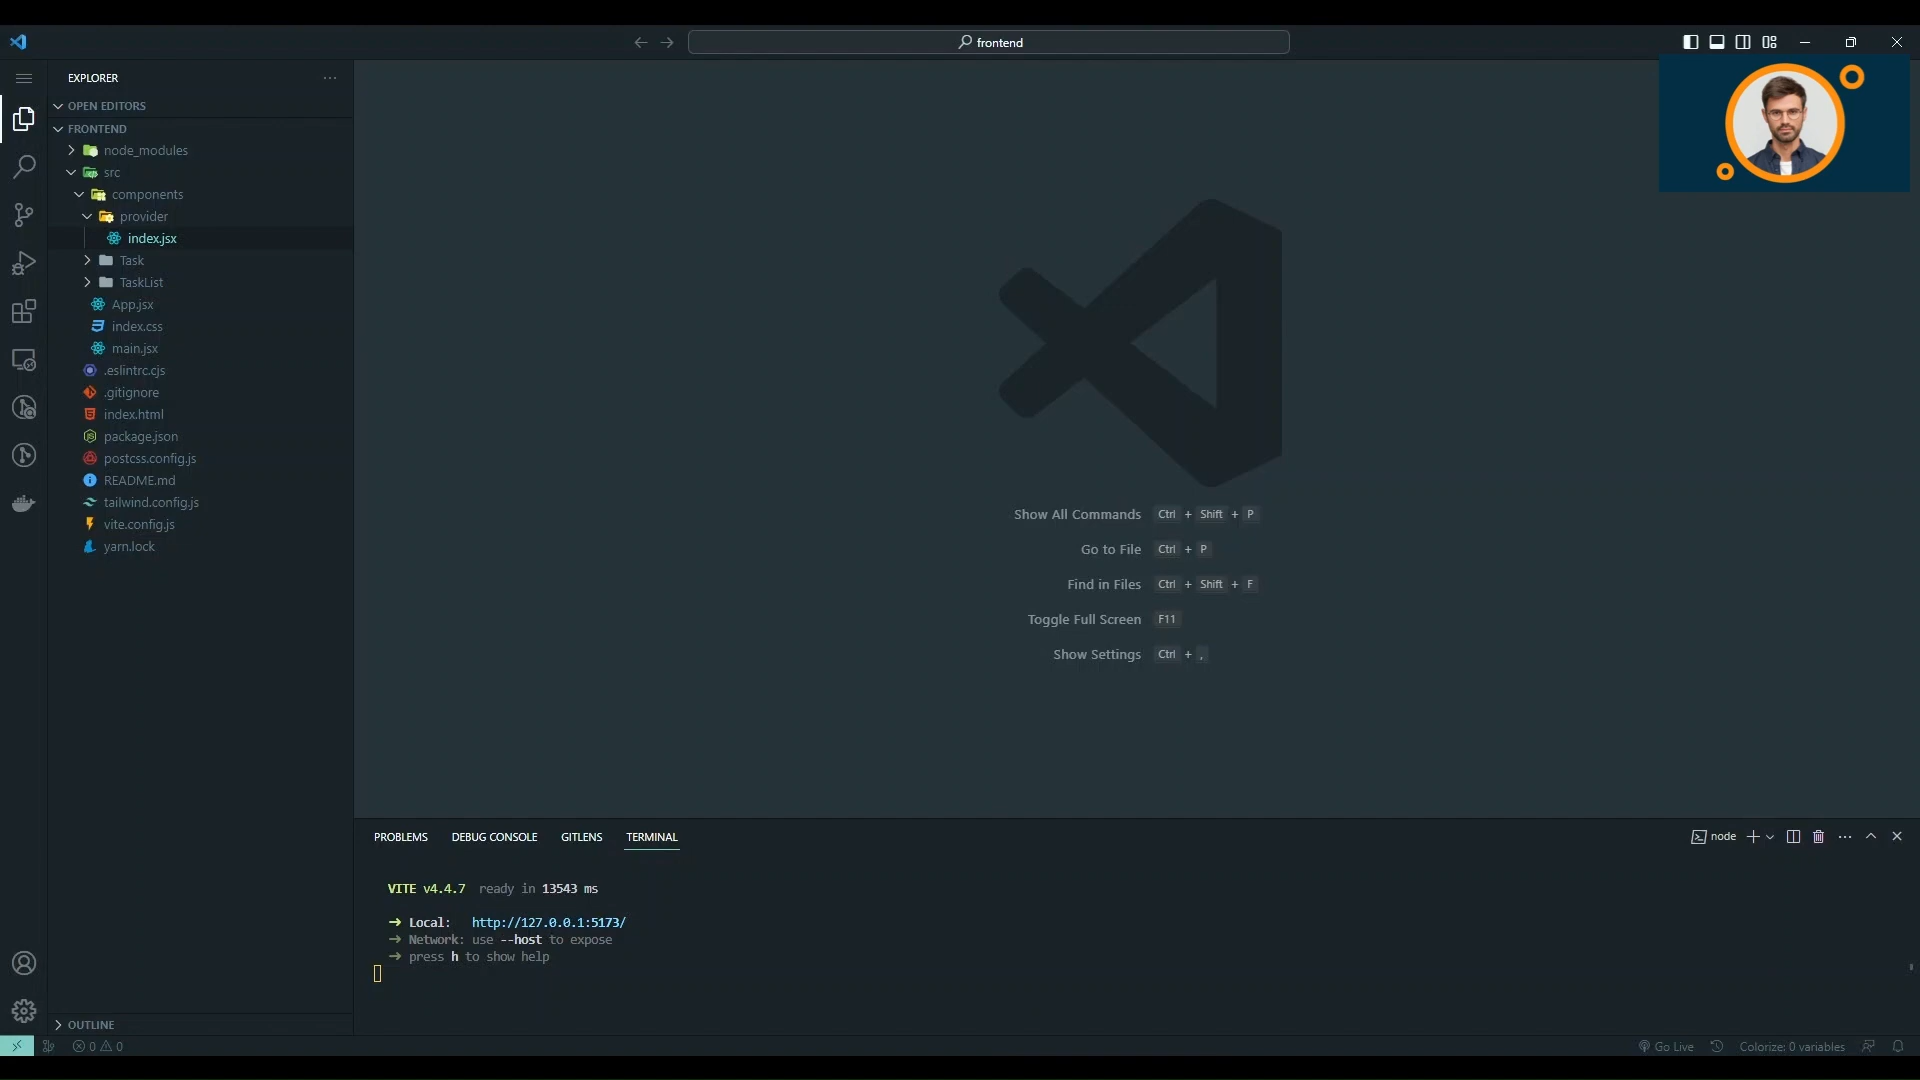 frontend
EXPLORER
OPEN EDITORS
FRONTEND
node_modules
src
components
provider
index.jsx
Task
TaskList
App.jsx
index.css
main.jsx
.eslintrc.cjs
.gitignore
index.html
package.json
postcss.config.js
README.md
tailwind.config.js
vite.config.js
yarn.lock
Show All Commands Ctrl + Shift + P
Go to File Ctrl + P
Find in Files Ctrl + Shift + F
Toggle Full Screen F11
Show Settings Ctrl + ,
PROBLEMS DEBUG CONSOLE GITLENS TERMINAL
node
VITE v4.4.7 ready in 13543 ms
➜ Local: http://127.0.0.1:5173/
➜ Network: use --host to expose
➜ press h to show help
OUTLINE
0 0
Go Live Colorize: 0 variables